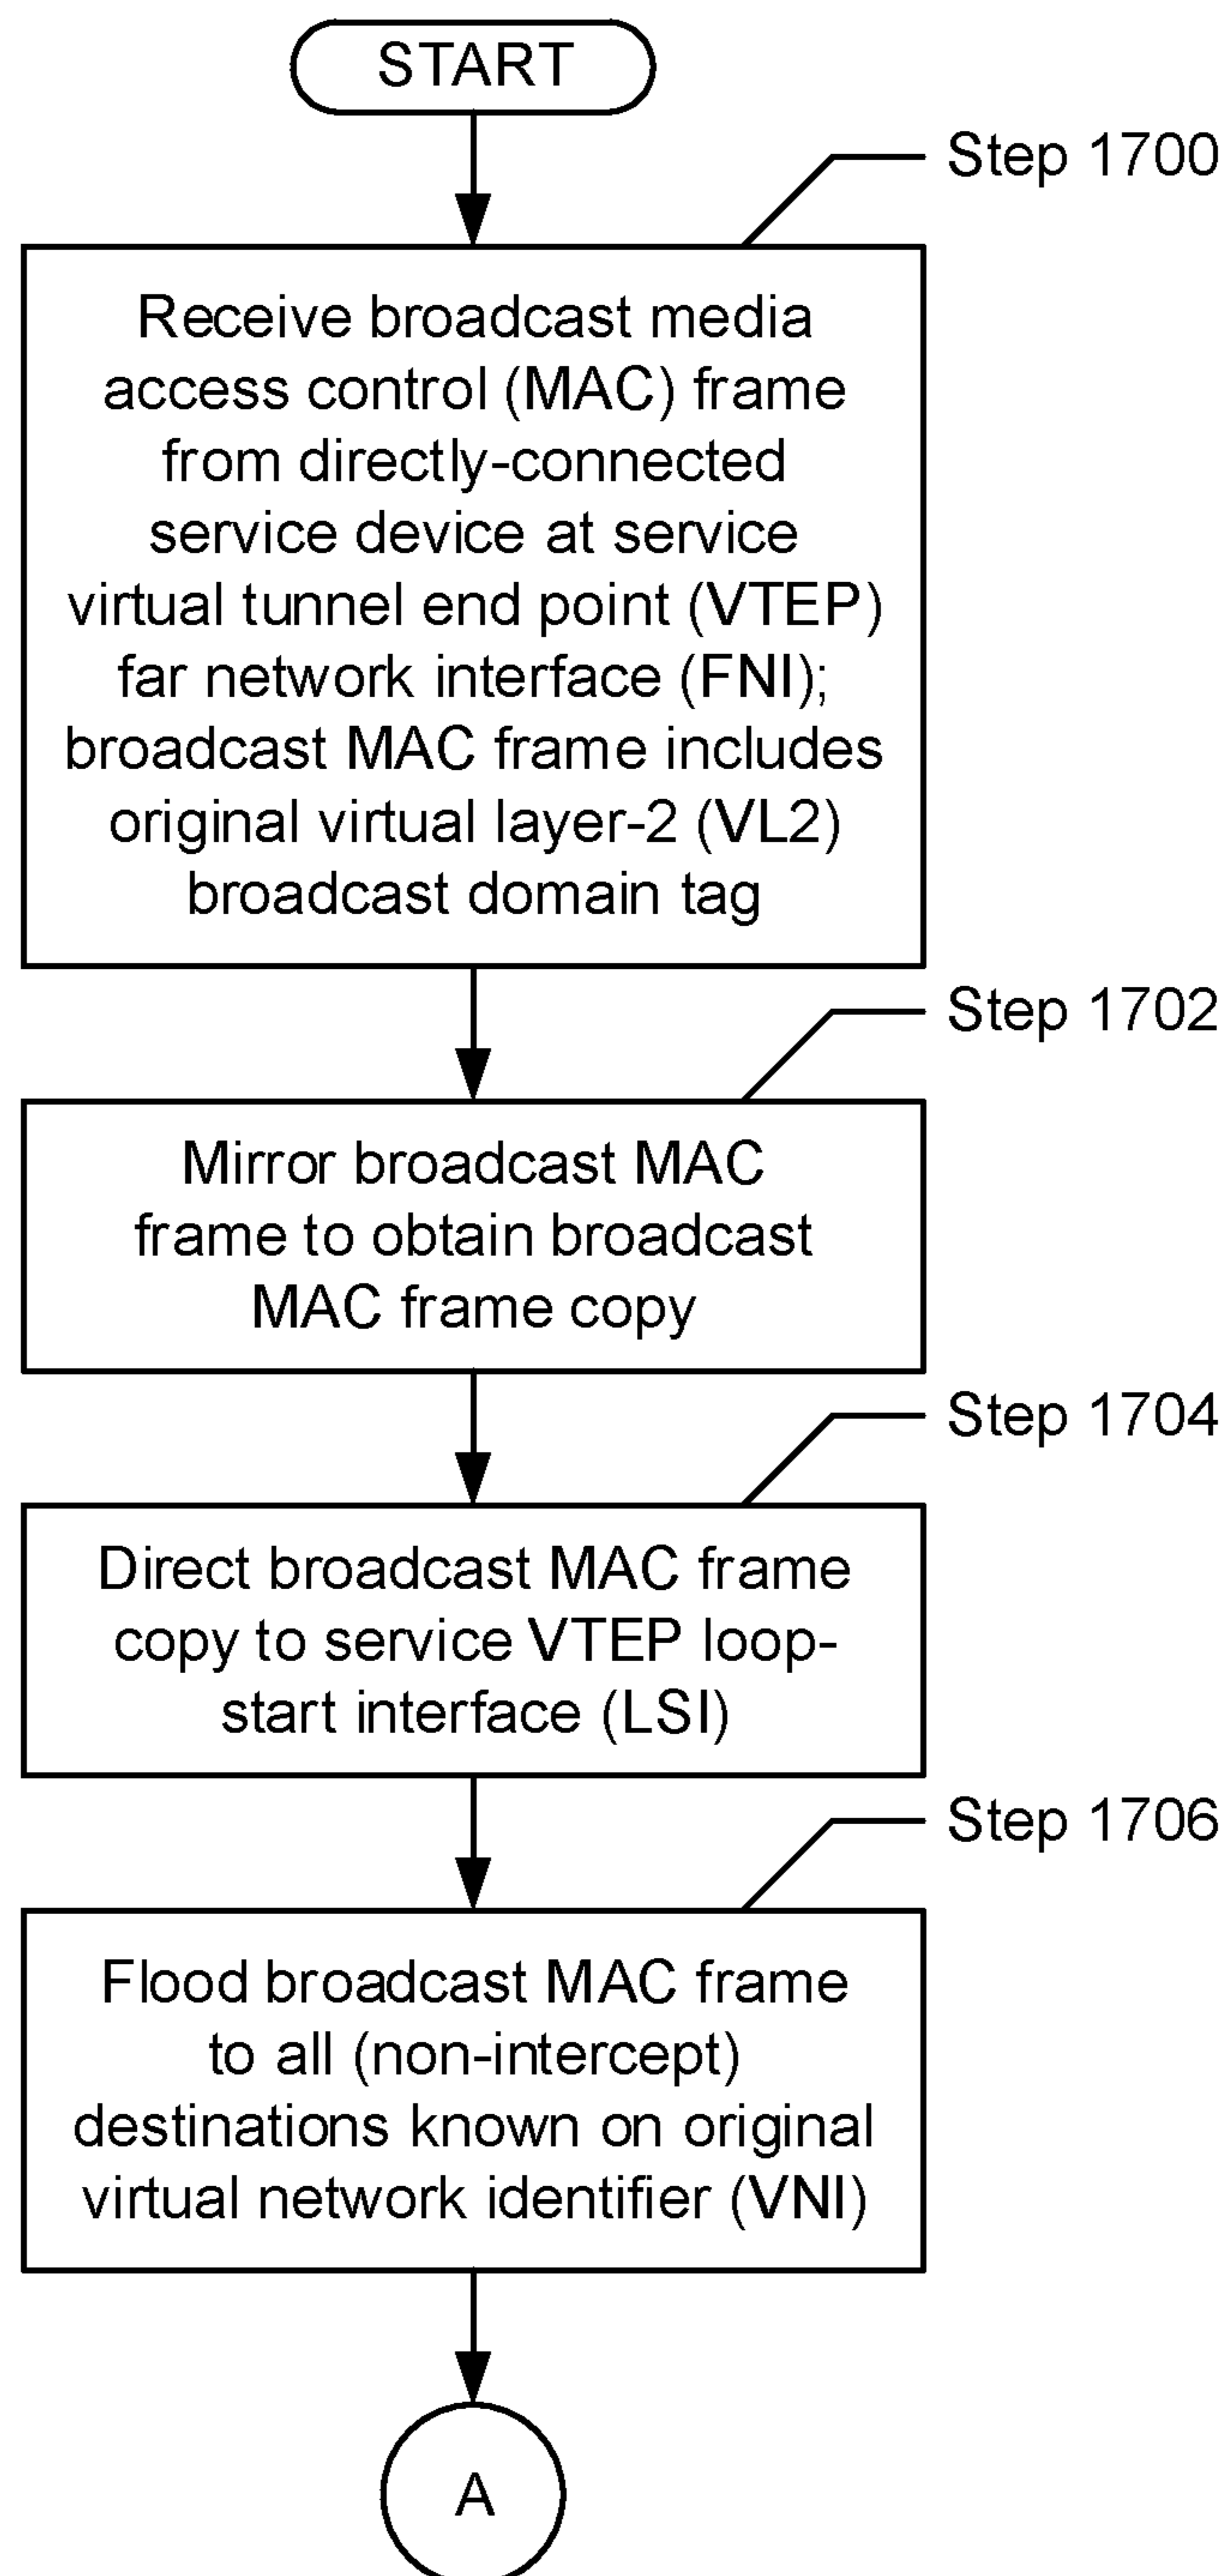 START
Step 1700
Receive broadcast media
access control (MAC) frame
from directly-connected
service device at service
virtual tunnel end point (VTEP)
far network interface (FNI);
broadcast MAC frame includes
original virtual layer-2 (VL2)
broadcast domain tag
Step 1702
Mirror broadcast MAC
frame to obtain broadcast
MAC frame copy
Step 1704
Direct broadcast MAC frame
copy to service VTEP loop-
start interface (LSI)
Step 1706
Flood broadcast MAC frame
to all (non-intercept)
destinations known on original
virtual network identifier (VNI)
A